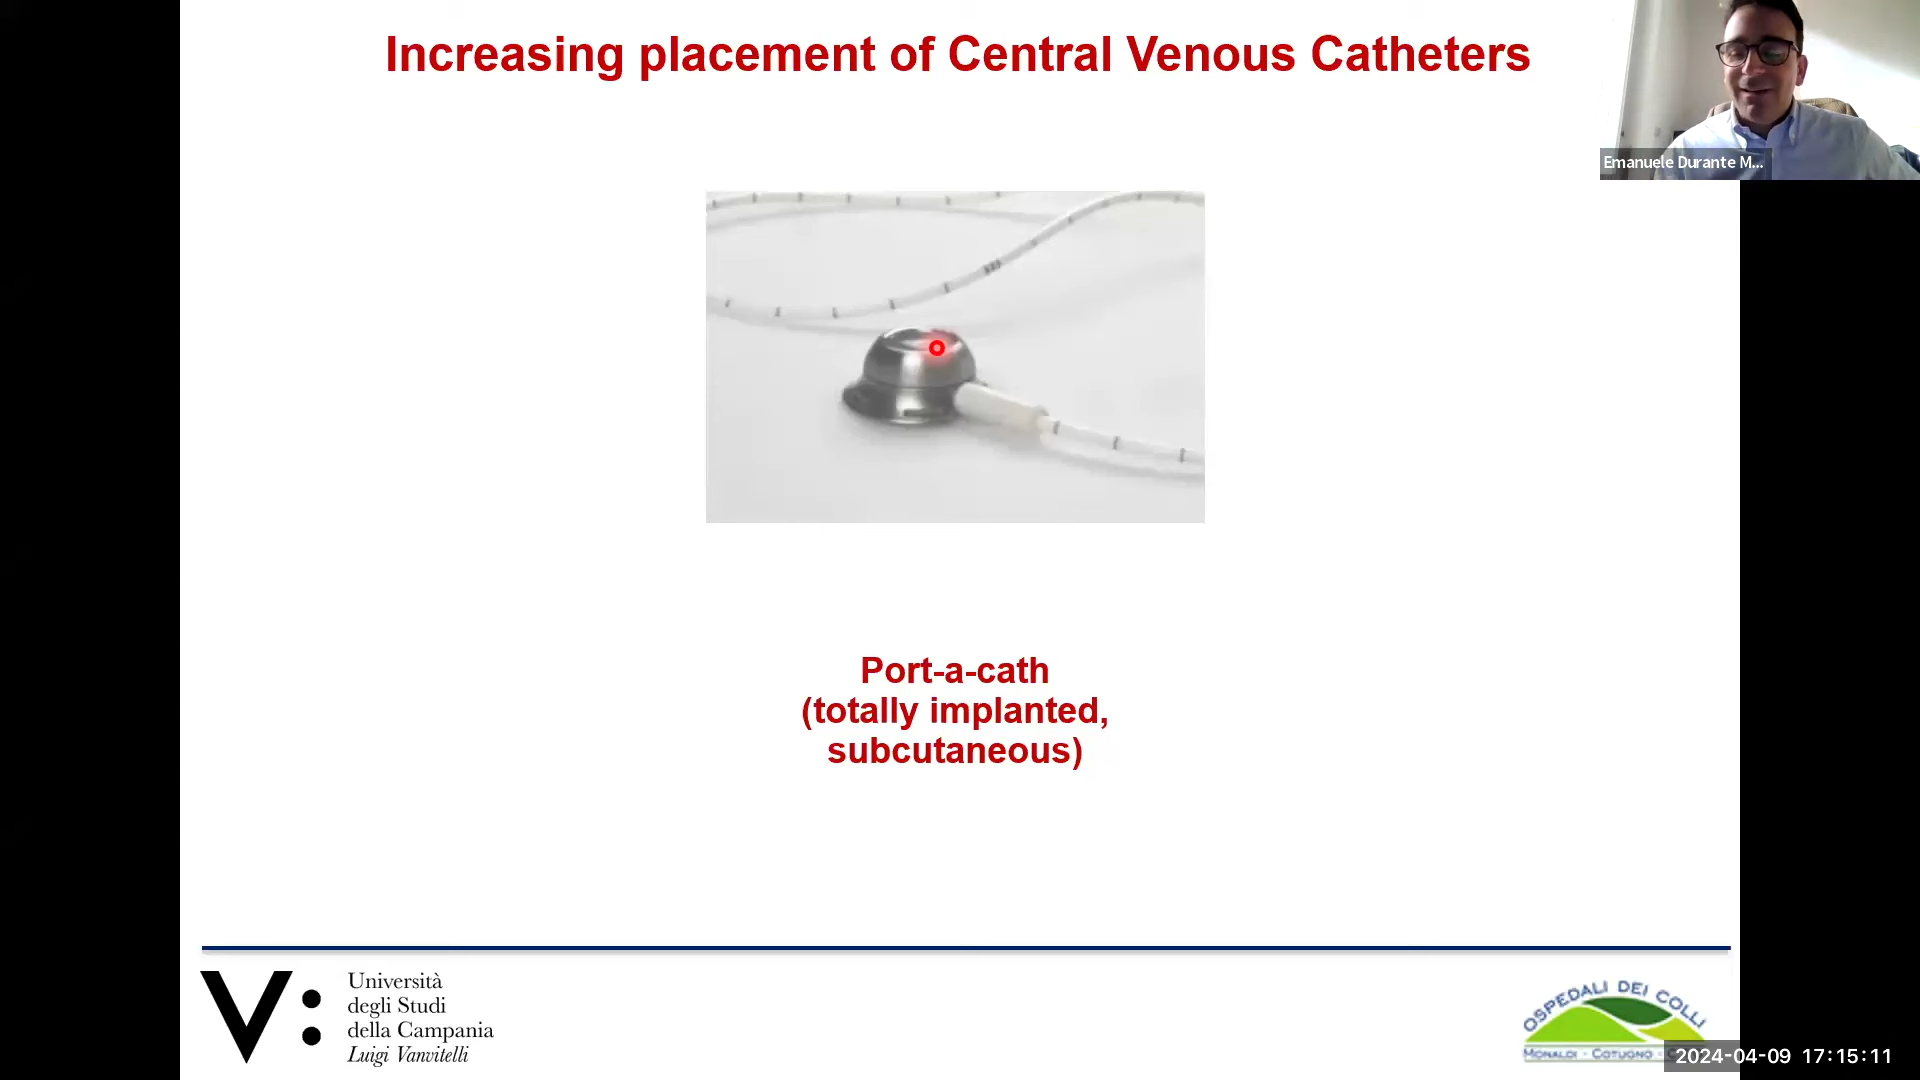 Increasing placement of Central Venous Catheters
Emanuele Durante M...
Port-a-cath
(totally implanted,
subcutaneous)
Università
degli Studi
della Campania
Luigi Vanvitelli
V:
OSPEDALI DEI COLLI
MONALDI - COTUGNO - C
2024-04-09 17:15:11